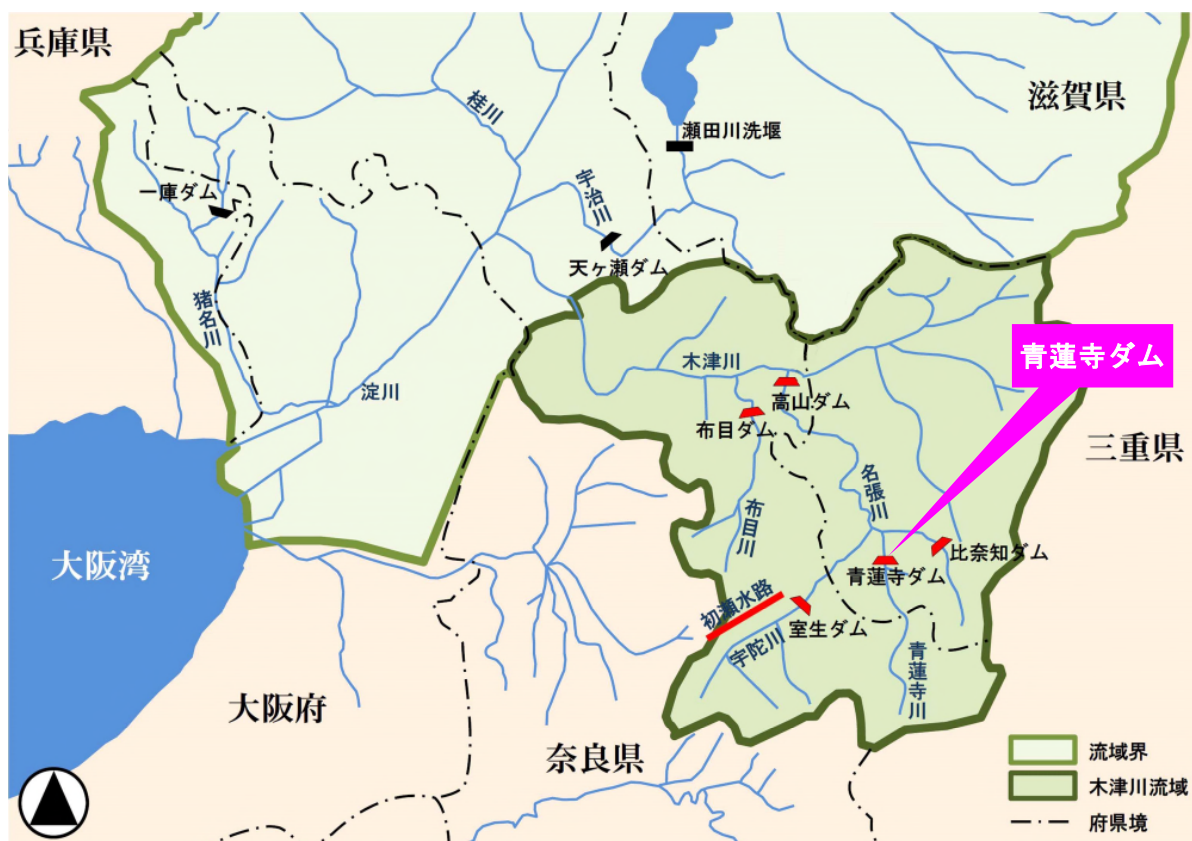 兵庫県
滋賀県
桂川
瀬田川洗堰
宇治川
一庫ダム
天ヶ瀬ダム
猪名川
淀川
木津川
青蓮寺ダム
高山ダム
布目ダム
三重県
名張川
布目川
大阪湾
比奈知ダム
青蓮寺ダム
初瀬水路
室生ダム
宇陀川
青蓮寺川
大阪府
奈良県
流域界
木津川流域
府県境